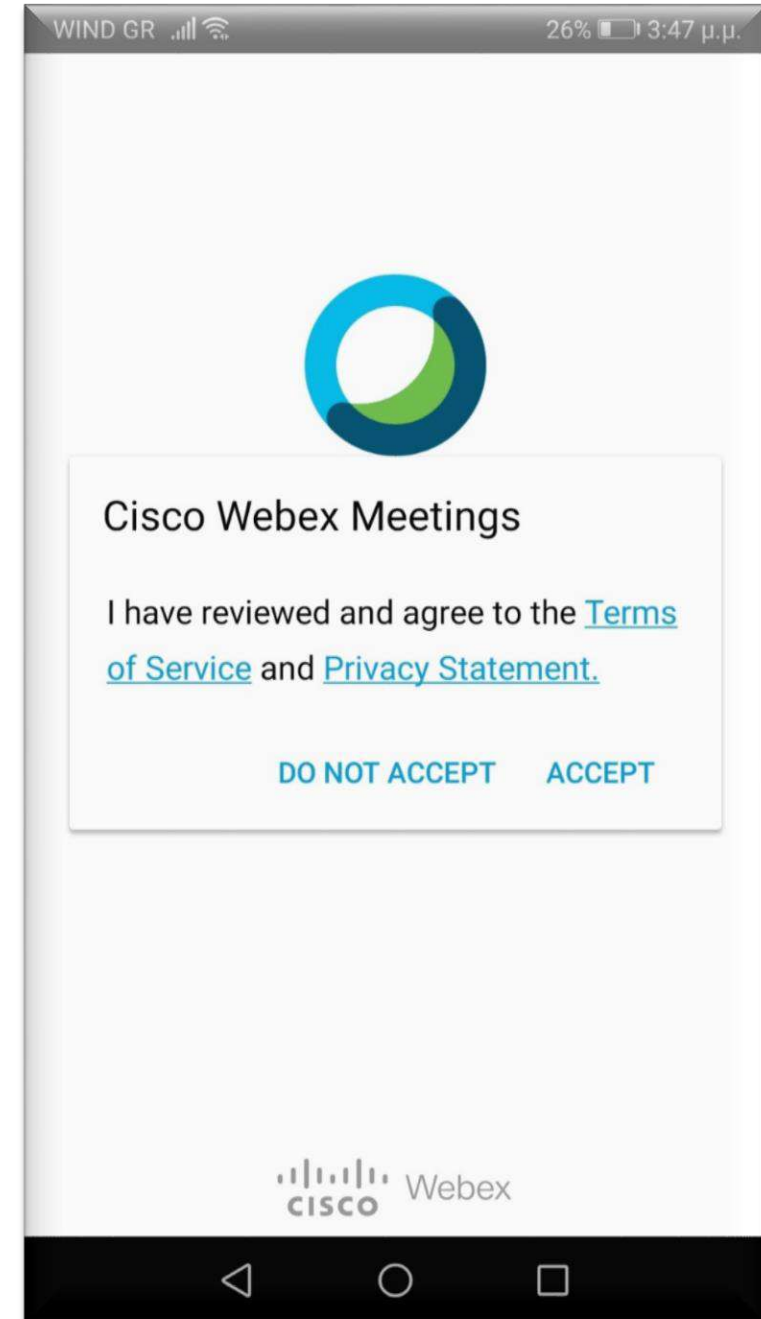 WIND GR 26% 3:47 μ.μ.
Cisco Webex Meetings
I have reviewed and agree to the Terms
of Service and Privacy Statement.
DO NOT ACCEPT ACCEPT
CISCO Webex